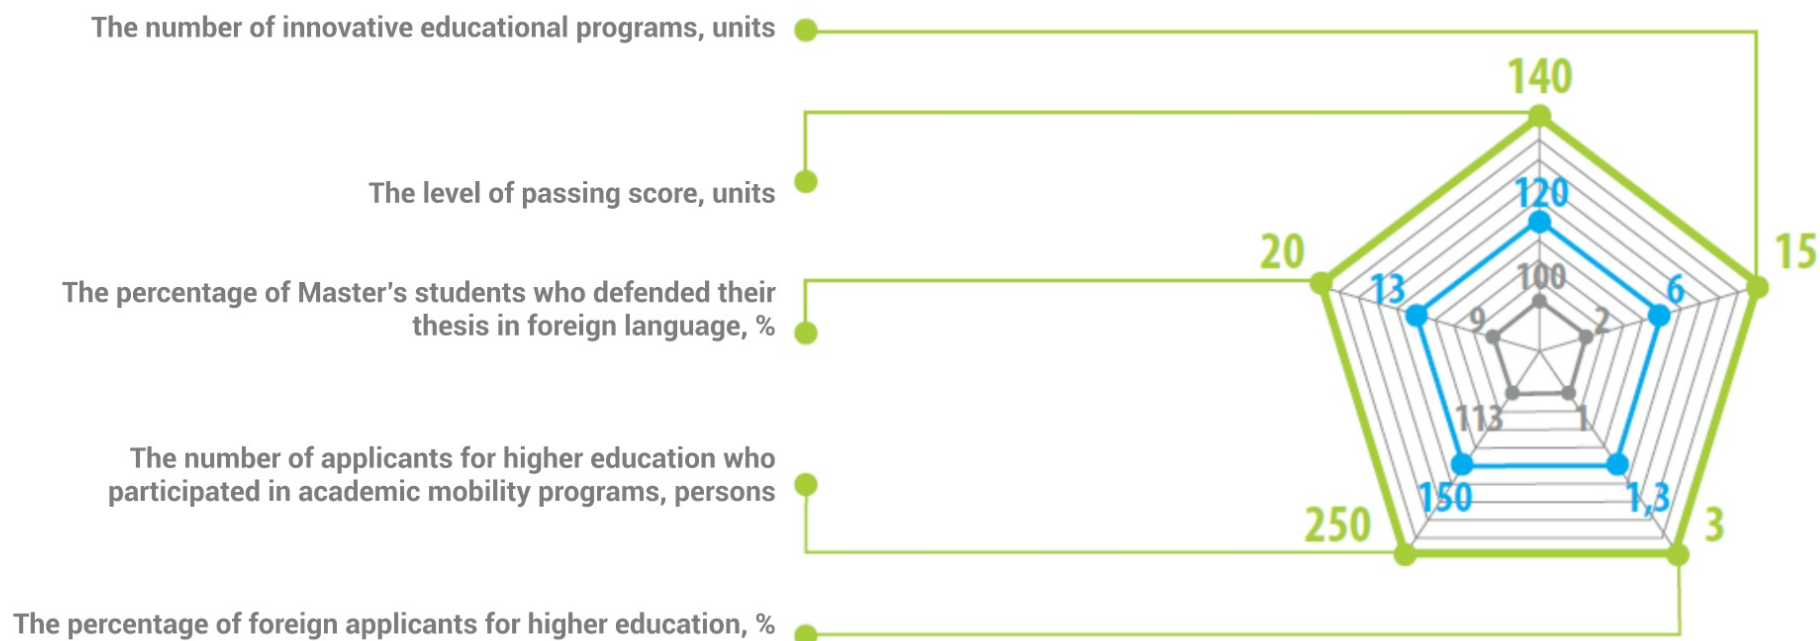 The number of innovative educational programs, units
140
The level of passing score, units
120
20
15
13
6
100
The percentage of Master's students who defended their
thesis in foreign language, %
9
2
113
1
The number of applicants for higher education who
participated in academic mobility programs, persons
150
1,3
250
3
The percentage of foreign applicants for higher education, %